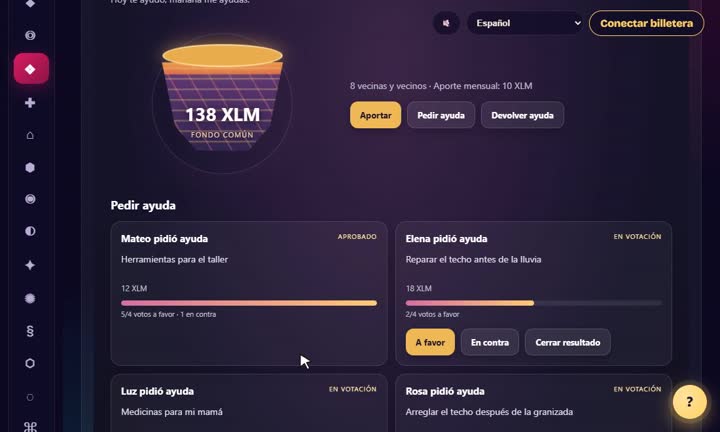 Hoy te ayudo, mañana me ayudas.
Español
Conectar billetera
138 XLM
FONDO COMÚN
8 vecinas y vecinos · Aporte mensual: 10 XLM
Aportar
Pedir ayuda
Devolver ayuda
Pedir ayuda
Mateo pidió ayuda
APROBADO
Herramientas para el taller
12 XLM
5/4 votos a favor · 1 en contra
Elena pidió ayuda
EN VOTACIÓN
Reparar el techo antes de la lluvia
18 XLM
2/4 votos a favor
A favor
En contra
Cerrar resultado
Luz pidió ayuda
EN VOTACIÓN
Medicinas para mi mamá
Rosa pidió ayuda
EN VOTACIÓN
Arreglar el techo después de la granizada
?
§
⌘